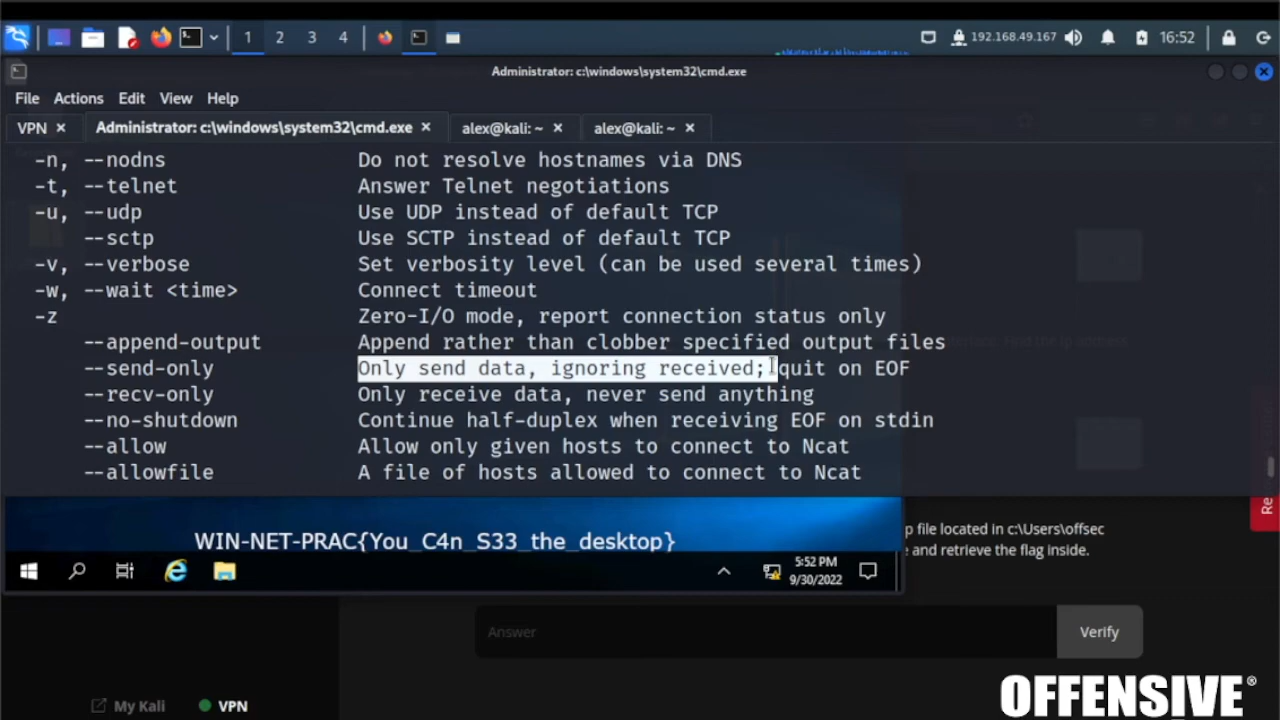 1 2 3 4 192.168.49.167 16:52
Administrator: c:\windows\system32\cmd.exe
File Actions Edit View Help
VPN × Administrator: c:\windows\system32\cmd.exe × alex@kali: ~ × alex@kali: ~ ×
-n, --nodns Do not resolve hostnames via DNS
-t, --telnet Answer Telnet negotiations
-u, --udp Use UDP instead of default TCP
--sctp Use SCTP instead of default TCP
-v, --verbose Set verbosity level (can be used several times)
-w, --wait <time> Connect timeout
-z Zero-I/O mode, report connection status only
--append-output Append rather than clobber specified output files
--send-only Only send data, ignoring received; quit on EOF
--recv-only Only receive data, never send anything
--no-shutdown Continue half-duplex when receiving EOF on stdin
--allow Allow only given hosts to connect to Ncat
--allowfile A file of hosts allowed to connect to Ncat
Re
p file located in c:\Users\offsec
e and retrieve the flag inside.
WIN-NET-PRAC{You_C4n_S33_the_desktop}
5:52 PM
9/30/2022
Answer Verify
My Kali VPN
OFFENSIVE®